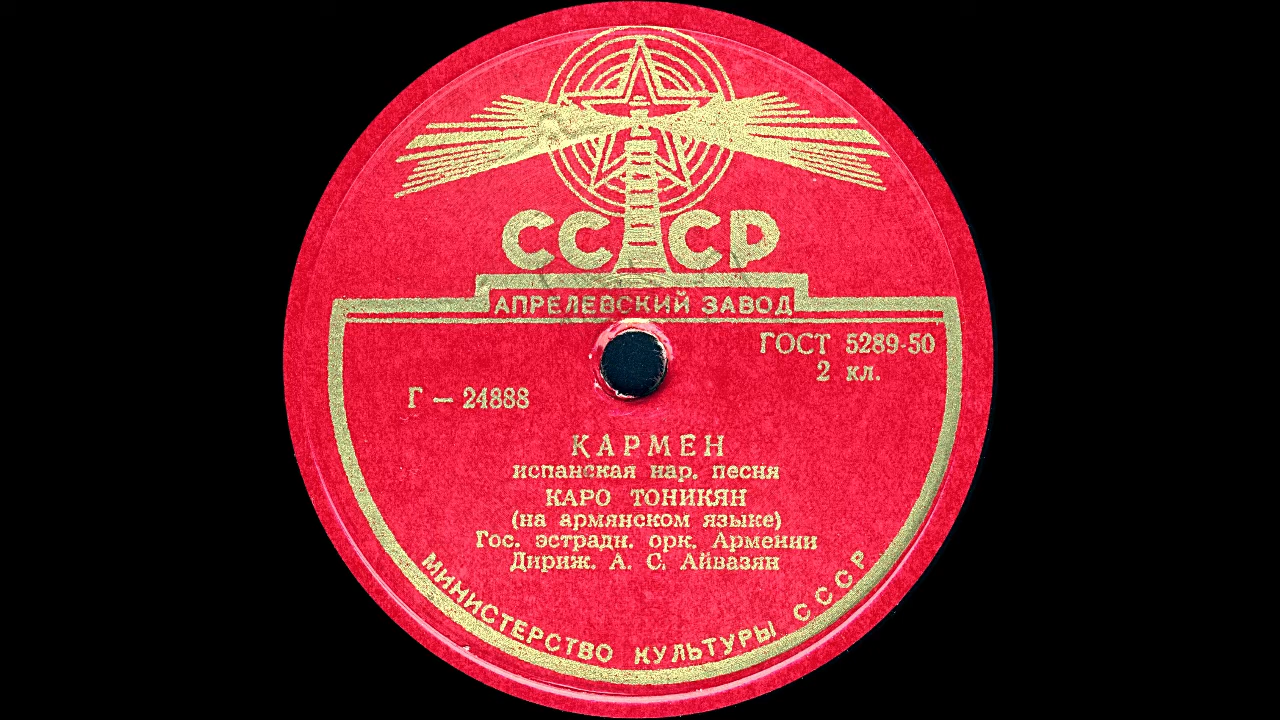 СССР
АПРЕЛЕВСКИЙ ЗАВОД
ГОСТ 5289-50
2 кл.
Г — 24888
КАРМЕН
испанская нар. песня
КАРО ТОНИКЯН
(на армянском языке)
Гос. эстрадн. орк. Армении
Дириж. А. С. Айвазян
МИНИСТЕРСТВО КУЛЬТУРЫ СССР